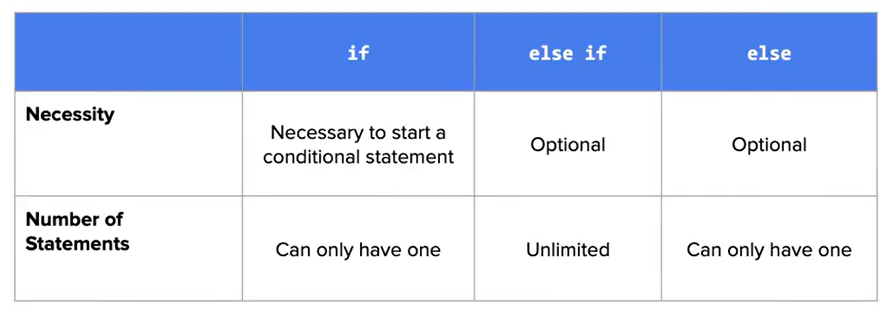 if else if else
Necessity
Necessary to start a
conditional statement
Optional
Optional
Number of
Statements
Can only have one
Unlimited
Can only have one